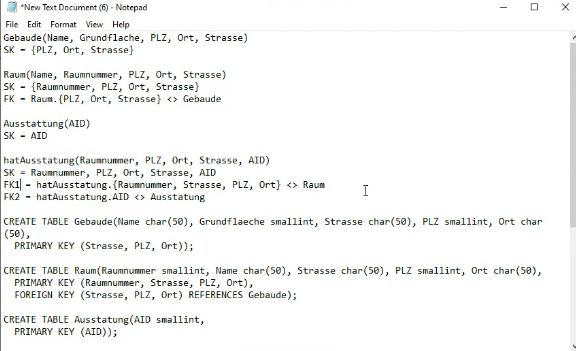 *New Text Document (6) - Notepad
File Edit Format View Help
Gebaude(Name, Grundflache, PLZ, Ort, Strasse)
SK = {PLZ, Ort, Strasse}
Raum(Name, Raumnummer, PLZ, Ort, Strasse)
SK = {Raumnummer, PLZ, Ort, Strasse}
FK = Raum.{PLZ, Ort, Strasse} <> Gebaude
Ausstattung(AID)
SK = AID
hatAusstatung(Raumnummer, PLZ, Ort, Strasse, AID)
SK = Raumnummer, PLZ, Ort, Strasse, AID
FK1 = hatAusstatung.{Raumnummer, Strasse, PLZ, Ort} <> Raum
FK2 = hatAusstatung.AID <> Ausstatung
CREATE TABLE Gebaude(Name char(50), Grundflaeche smallint, Strasse char(50), PLZ smallint, Ort char
(50),
PRIMARY KEY (Strasse, PLZ, Ort));
CREATE TABLE Raum(Raumnummer smallint, Name char(50), Strasse char(50), PLZ smallint, Ort char(50),
PRIMARY KEY (Raumnummer, Strasse, PLZ, Ort),
FOREIGN KEY (Strasse, PLZ, Ort) REFERENCES Gebaude);
CREATE TABLE Ausstatung(AID smallint,
PRIMARY KEY (AID));